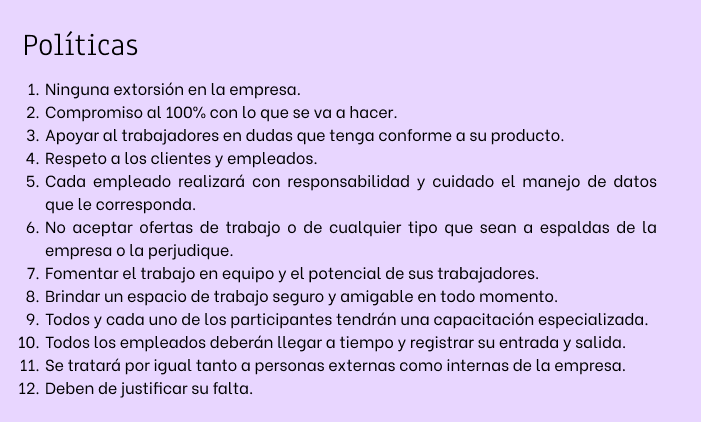 Políticas
1. Ninguna extorsión en la empresa.
2. Compromiso al 100% con lo que se va a hacer.
3. Apoyar al trabajadores en dudas que tenga conforme a su producto.
4. Respeto a los clientes y empleados.
5. Cada empleado realizará con responsabilidad y cuidado el manejo de datos
que le corresponda.
6. No aceptar ofertas de trabajo o de cualquier tipo que sean a espaldas de la
empresa o la perjudique.
7. Fomentar el trabajo en equipo y el potencial de sus trabajadores.
8. Brindar un espacio de trabajo seguro y amigable en todo momento.
9. Todos y cada uno de los participantes tendrán una capacitación especializada.
10. Todos los empleados deberán llegar a tiempo y registrar su entrada y salida.
11. Se tratará por igual tanto a personas externas como internas de la empresa.
12. Deben de justificar su falta.